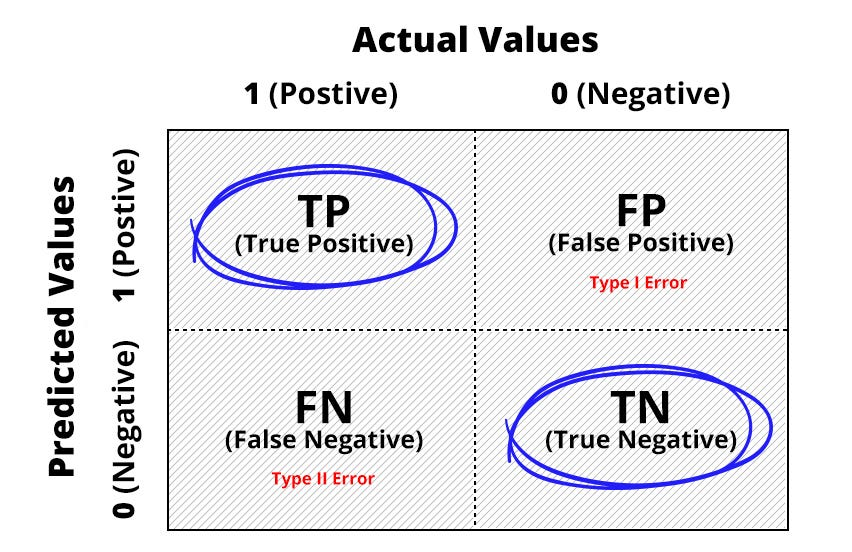 Actual Values
1 (Postive)
0 (Negative)
Predicted Values
1 (Postive)
0 (Negative)
TP
(True Positive)
FP
(False Positive)
Type I Error
FN
(False Negative)
Type II Error
TN
(True Negative)